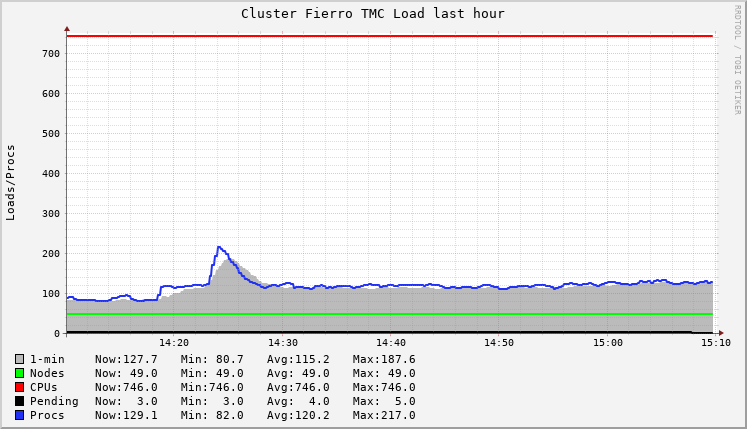 Cluster Fierro TMC Load last hour
RRDTOOL / TOBI OETIKER
Loads/Procs
700
600
500
400
300
200
100
0
14:20 14:30 14:40 14:50 15:00 15:10
1-min Now:127.7 Min: 80.7 Avg:115.2 Max:187.6
Nodes Now: 49.0 Min: 49.0 Avg: 49.0 Max: 49.0
CPUs Now:746.0 Min:746.0 Avg:746.0 Max:746.0
Pending Now: 3.0 Min: 3.0 Avg: 4.0 Max: 5.0
Procs Now:129.1 Min: 82.0 Avg:120.2 Max:217.0